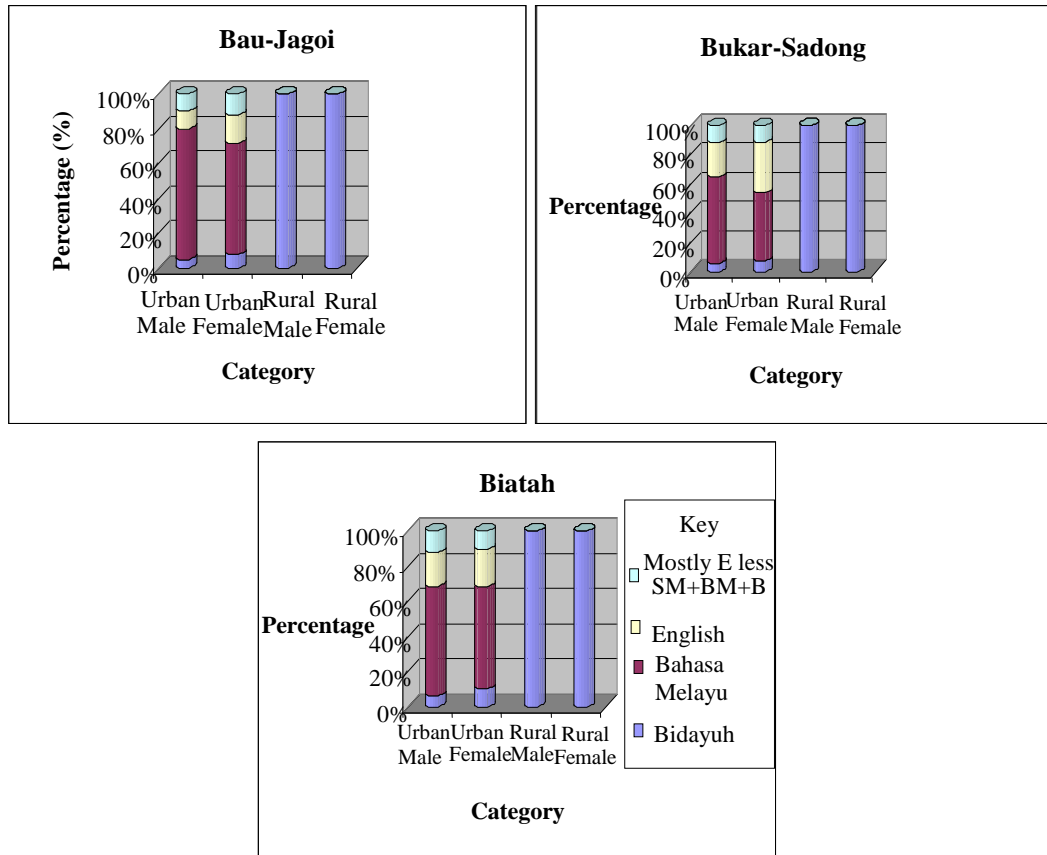 Bau-Jagoi
Percentage (%)
100%
80%
60%
40%
20%
0%
Urban Male
Urban Female
Rural Male
Rural Female
Category
Bukar-Sadong
Percentage
100%
80%
60%
40%
20%
0%
Urban Male
Urban Female
Rural Male
Rural Female
Category
Biatah
Percentage
100%
80%
60%
40%
20%
0%
Urban Male
Urban Female
Rural Male
Rural Female
Category
Key
Mostly E less
SM+BM+B
English
Bahasa
Melayu
Bidayuh